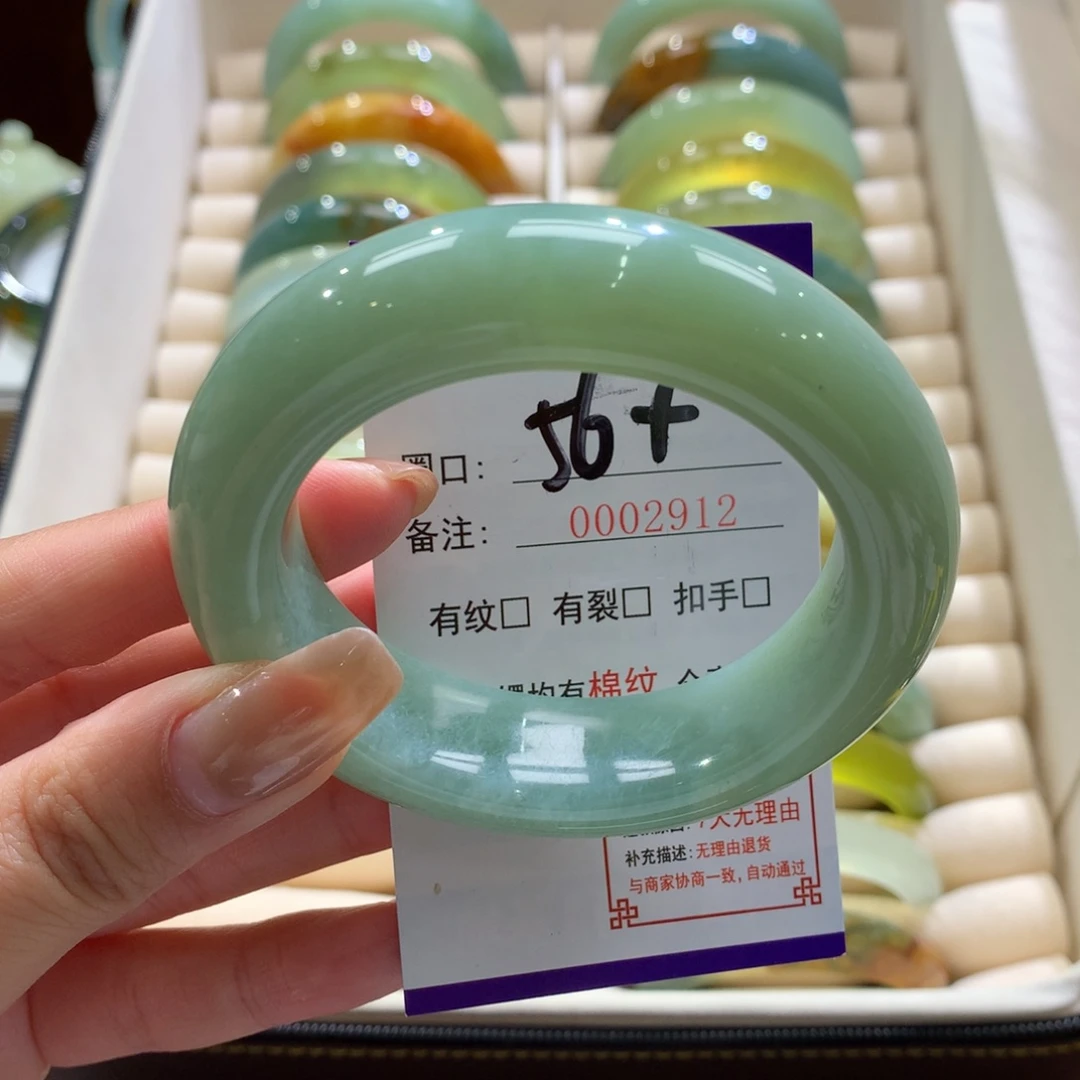 56+
圈口:
备注: 0002912
有纹□ 有裂□ 扣手□
均有棉纹
7天无理由
补充描述:无理由退货
与商家协商一致,自动通过